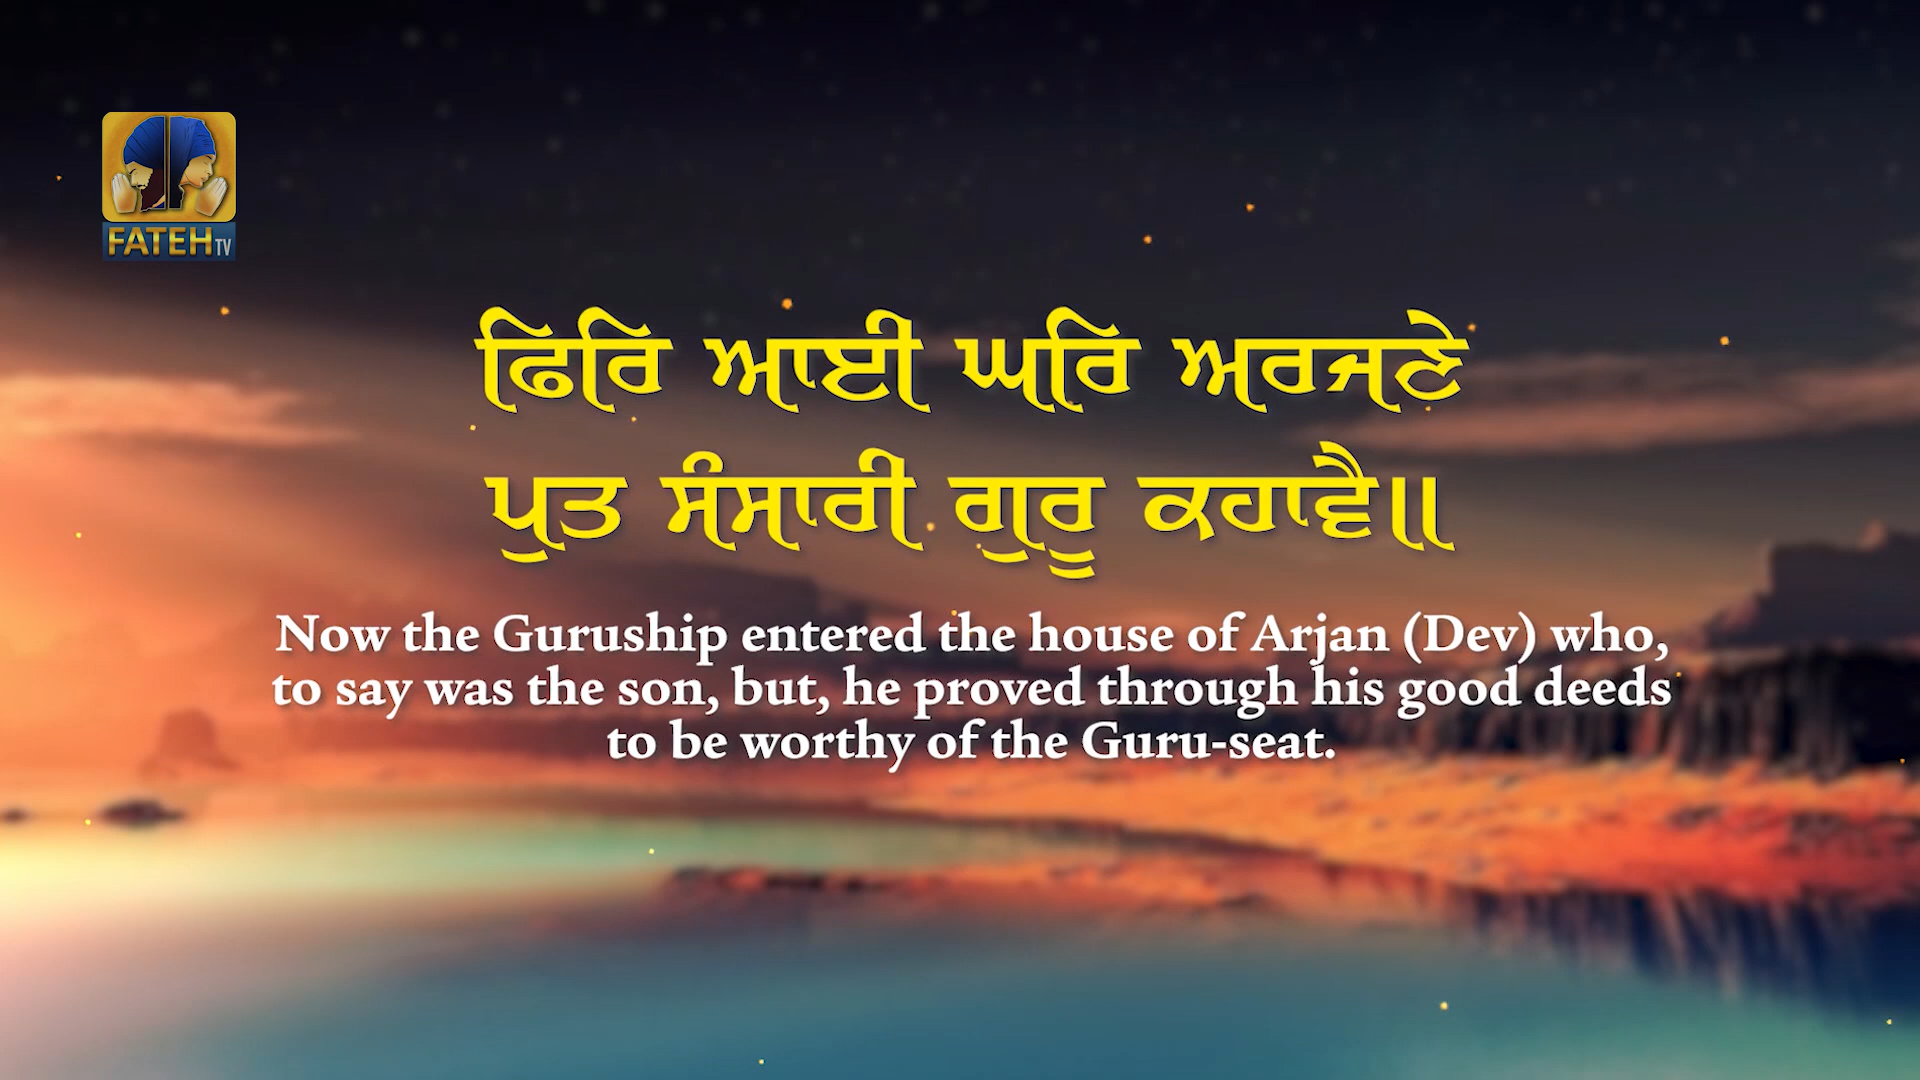 FATEH TV
ਫਿਰਿ ਆਈ ਘਰਿ ਅਰਜਣੇ
ਪੁਤ ਸੰਸਾਰੀ ਗੁਰੂ ਕਹਾਵੈ॥
Now the Guruship entered the house of Arjan (Dev) who,
to say was the son, but, he proved through his good deeds
to be worthy of the Guru-seat.